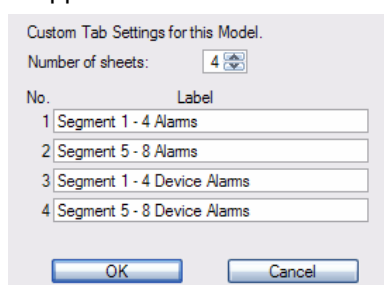 Custom Tab Settings for this Model.
Number of sheets: 4
No. Label
1 Segment 1 - 4 Alarms
2 Segment 5 - 8 Alarms
3 Segment 1 - 4 Device Alarms
4 Segment 5 - 8 Device Alarms
OK Cancel